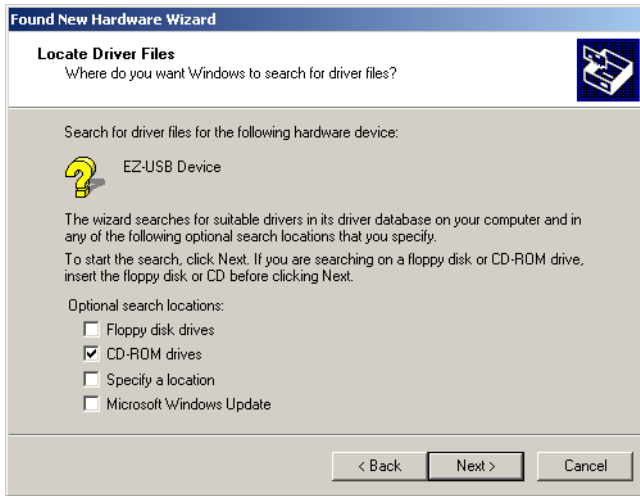 Found New Hardware Wizard
Locate Driver Files
Where do you want Windows to search for driver files?
Search for driver files for the following hardware device:
EZ-USB Device
The wizard searches for suitable drivers in its driver database on your computer and in
any of the following optional search locations that you specify.
To start the search, click Next. If you are searching on a floppy disk or CD-ROM drive,
insert the floppy disk or CD before clicking Next.
Optional search locations:
Floppy disk drives
CD-ROM drives
Specify a location
Microsoft Windows Update
< Back Next > Cancel